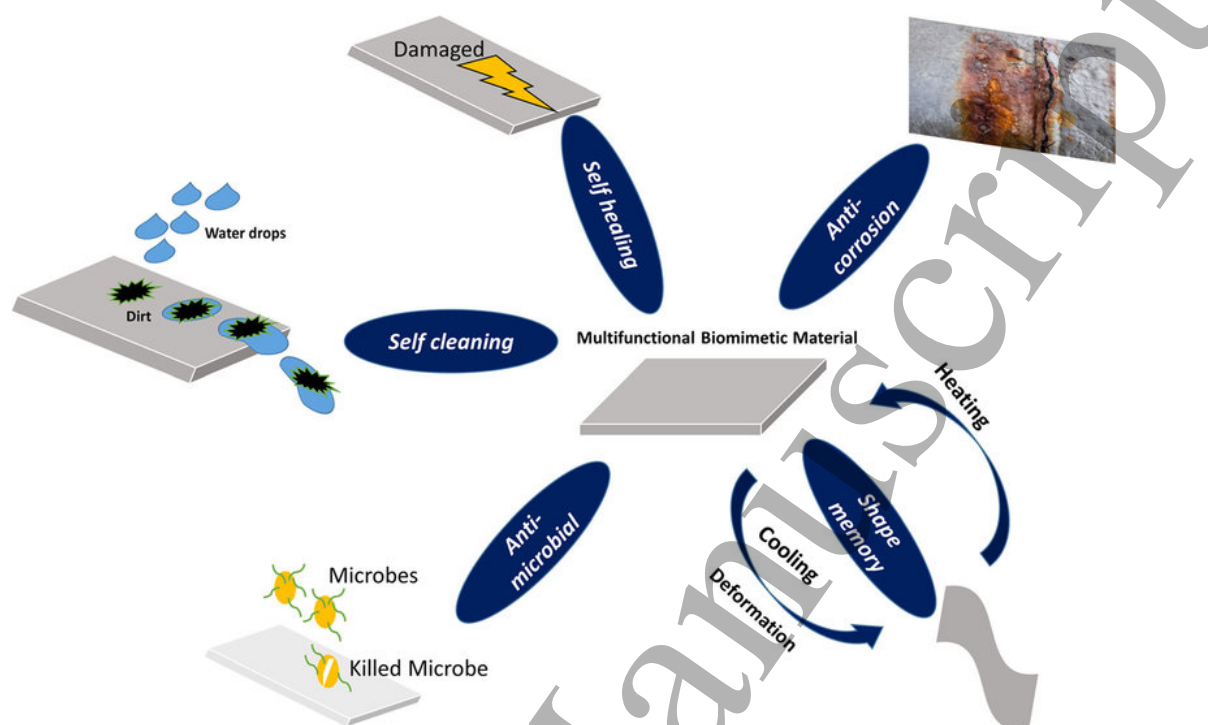 Damaged
Self healing
Anti-
corrosion
Water drops
Dirt
Self cleaning
Multifunctional Biomimetic Material
Heating
Anti-
microbial
Shape
memory
Cooling
Deformation
Microbes
Killed Microbe